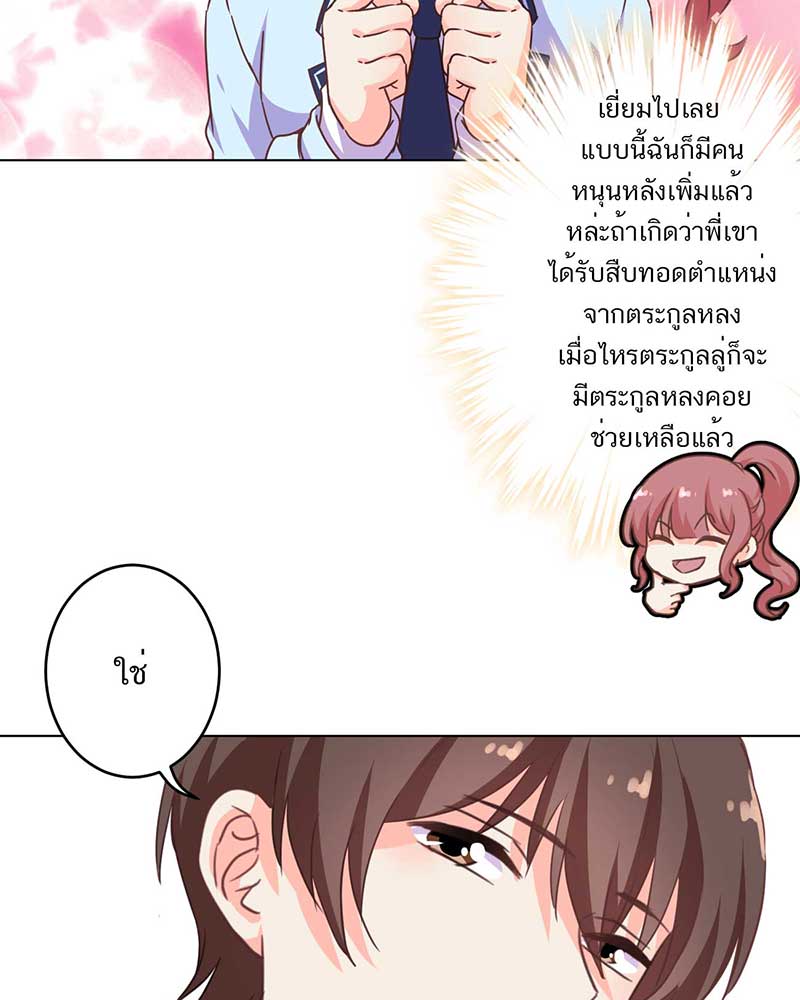 เยี่ยมไปเลย
แบบนี้ฉันก็มีคน
หนุนหลังเพิ่มแล้ว
หล่ะถ้าเกิดว่าพี่เขา
ได้รับสืบทอดตำแหน่ง
จากตระกูลหลง
เมื่อไหรตระกูลลู่ก็จะ
มีตระกูลหลงคอย
ช่วยเหลือแล้ว
ใช่